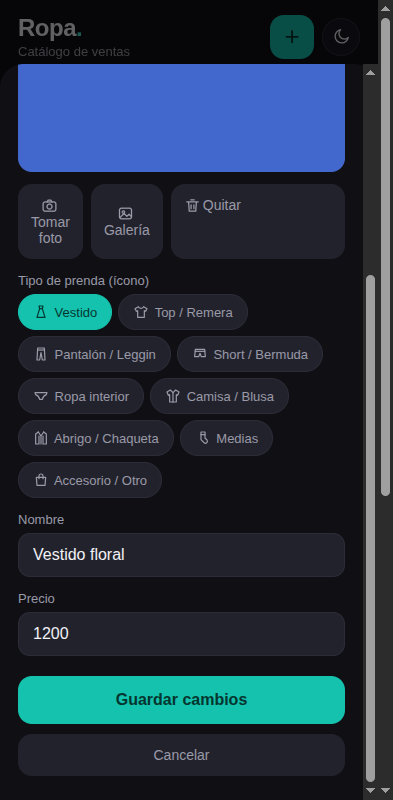 Ropa.
Catálogo de ventas
Tomar
foto
Galería
Quitar
Tipo de prenda (ícono)
Vestido
Top / Remera
Pantalón / Leggin
Short / Bermuda
Ropa interior
Camisa / Blusa
Abrigo / Chaqueta
Medias
Accesorio / Otro
Nombre
Vestido floral
Precio
1200
Guardar cambios
Cancelar